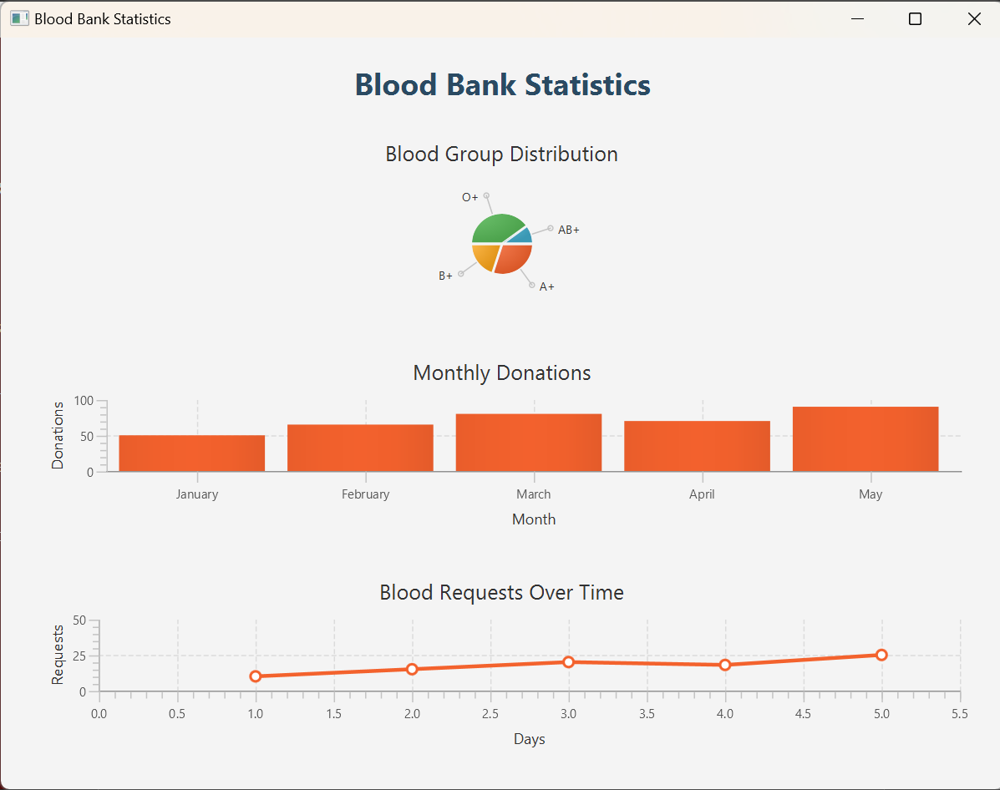 Blood Bank Statistics
Blood Bank Statistics
Blood Group Distribution
O+
AB+
B+
A+
Monthly Donations
Donations
100
50
0
January February March April May
Month
Blood Requests Over Time
Requests
50
25
0
0.0 0.5 1.0 1.5 2.0 2.5 3.0 3.5 4.0 4.5 5.0 5.5
Days